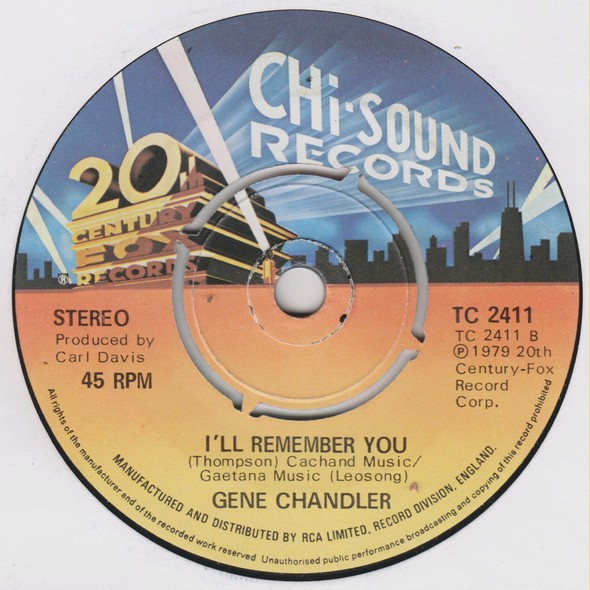 CHi-SOUND
RECORDS
20th
CENTURY
FOX
RECORDS
®
STEREO
Produced by
Carl Davis
45 RPM
TC 2411
TC 2411 B
℗ 1979 20th
Century-Fox
Record
Corp.
I'LL REMEMBER YOU
(Thompson) Cachand Music/
Gaetana Music (Leosong)
GENE CHANDLER
MANUFACTURED AND DISTRIBUTED BY RCA LIMITED, RECORD DIVISION, ENGLAND.
All rights of the manufacturer and of the recorded work reserved Unauthorised public performance broadcasting and copying of this record prohibited